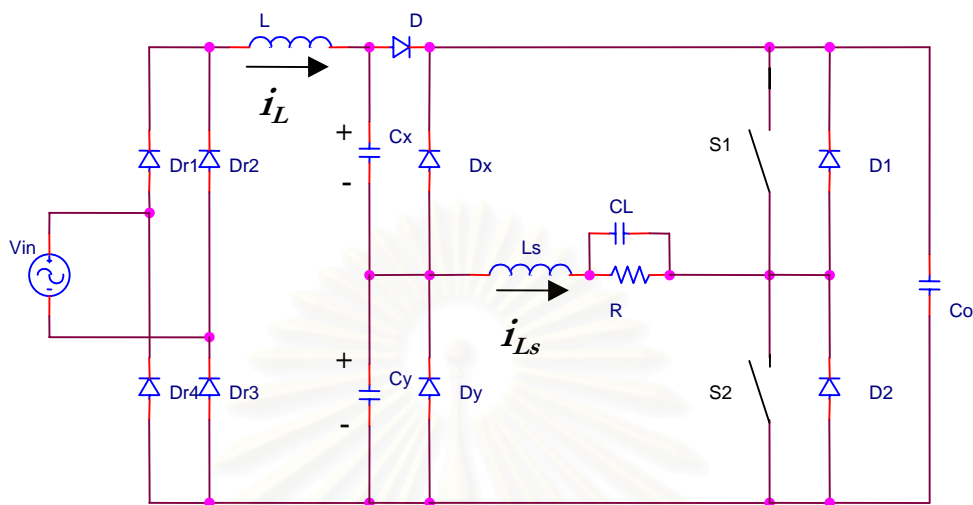 L
D
i_L
+
Cx
-
Dr1
Dr2
Dx
S1
D1
Vin
CL
Ls
R
Co
i_Ls
+
Cy
-
Dr4
Dr3
Dy
S2
D2